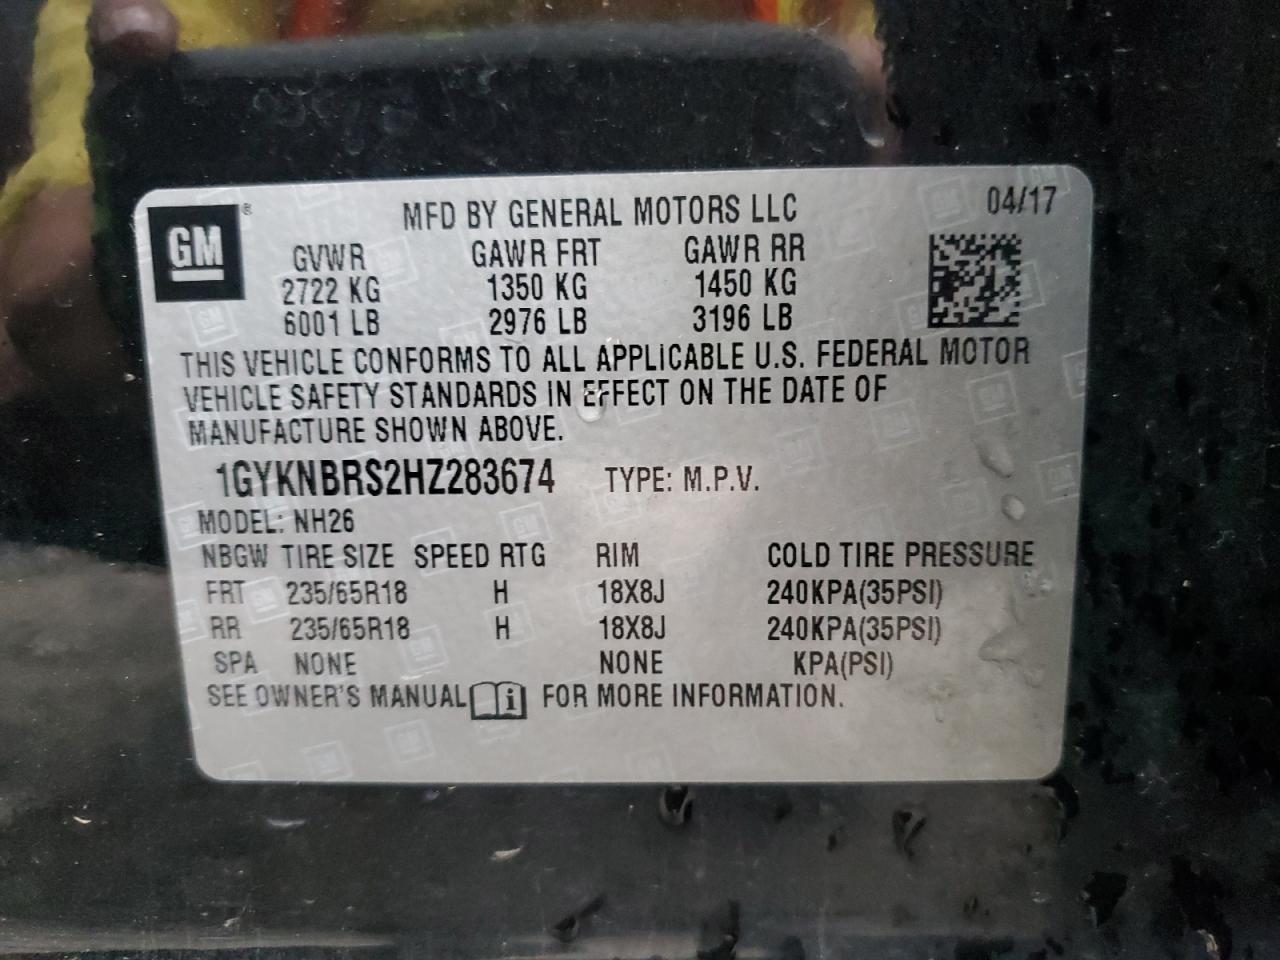 GM ® MFD BY GENERAL MOTORS LLC 04/17
GVWR GAWR FRT GAWR RR
2722 KG 1350 KG 1450 KG
6001 LB 2976 LB 3196 LB
THIS VEHICLE CONFORMS TO ALL APPLICABLE U.S. FEDERAL MOTOR
VEHICLE SAFETY STANDARDS IN EFFECT ON THE DATE OF
MANUFACTURE SHOWN ABOVE.
1GYKNBRS2HZ283674 TYPE: M.P.V.
MODEL: NH26
NBGW TIRE SIZE SPEED RTG RIM COLD TIRE PRESSURE
FRT 235/65R18 H 18X8J 240KPA(35PSI)
RR 235/65R18 H 18X8J 240KPA(35PSI)
SPA NONE NONE KPA(PSI)
SEE OWNER'S MANUAL i FOR MORE INFORMATION.